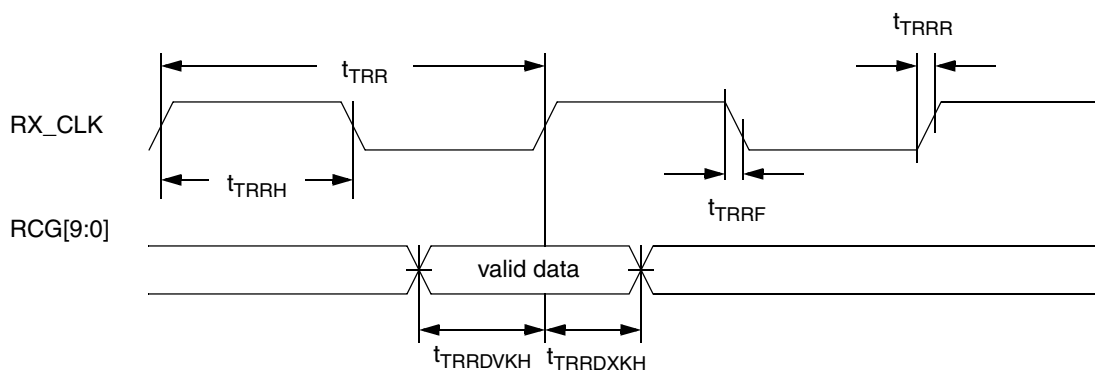 tTRRR
tTRR
RX_CLK
tTRRH
tTRRF
RCG[9:0]
valid data
tTRRDVKH
tTRRDXKH